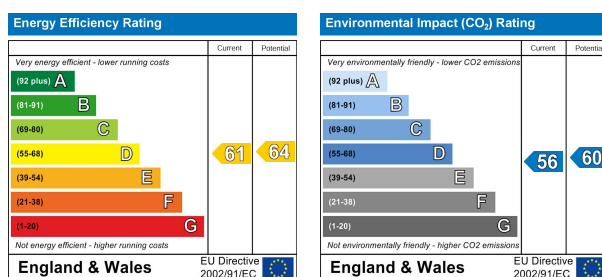 Energy Efficiency Rating
Current Potential
Very energy efficient - lower running costs
(92 plus) A
(81-91) B
(69-80) C
(55-68) D
(39-54) E
(21-38) F
(1-20) G
61 64
Not energy efficient - higher running costs
England & Wales
EU Directive
2002/91/EC
Environmental Impact (CO2) Rating
Current Potential
Very environmentally friendly - lower CO2 emissions
(92 plus) A
(81-91) B
(69-80) C
(55-68) D
(39-54) E
(21-38) F
(1-20) G
56 60
Not environmentally friendly - higher CO2 emissions
England & Wales
EU Directive
2002/91/EC